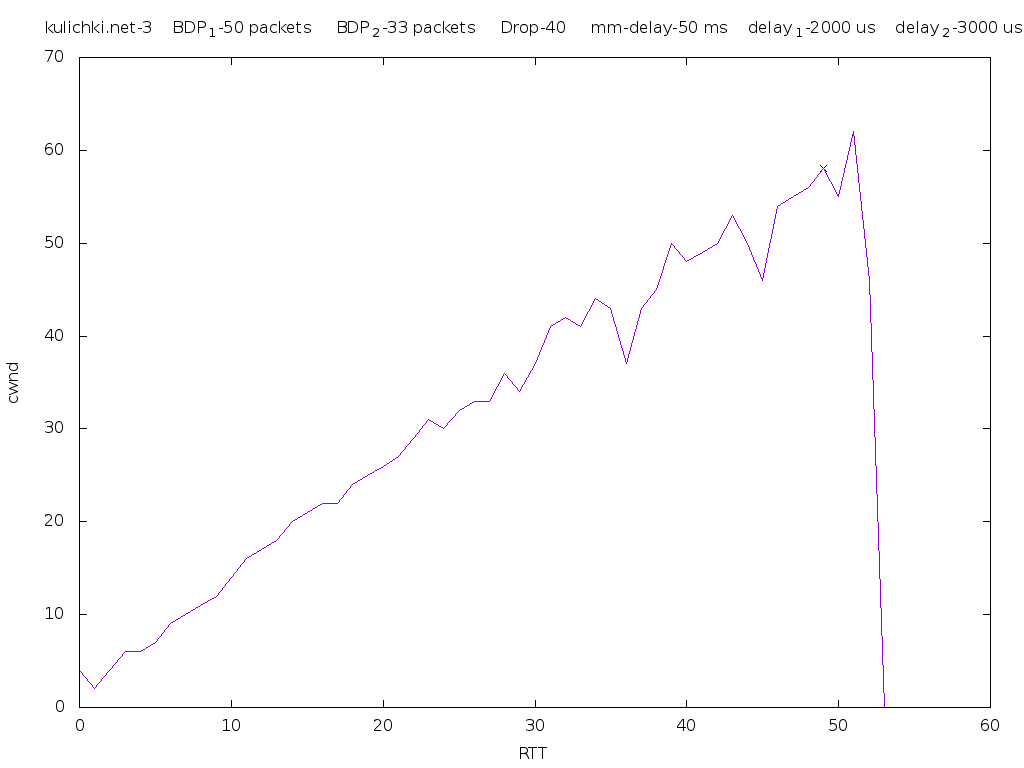 kulichki.net-3 BDP1-50 packets BDP2-33 packets Drop-40 mm-delay-50 ms delay1-2000 us delay2-3000 us
70
60
50
40
30
20
10
0
cwnd
0 10 20 30 40 50 60
RTT